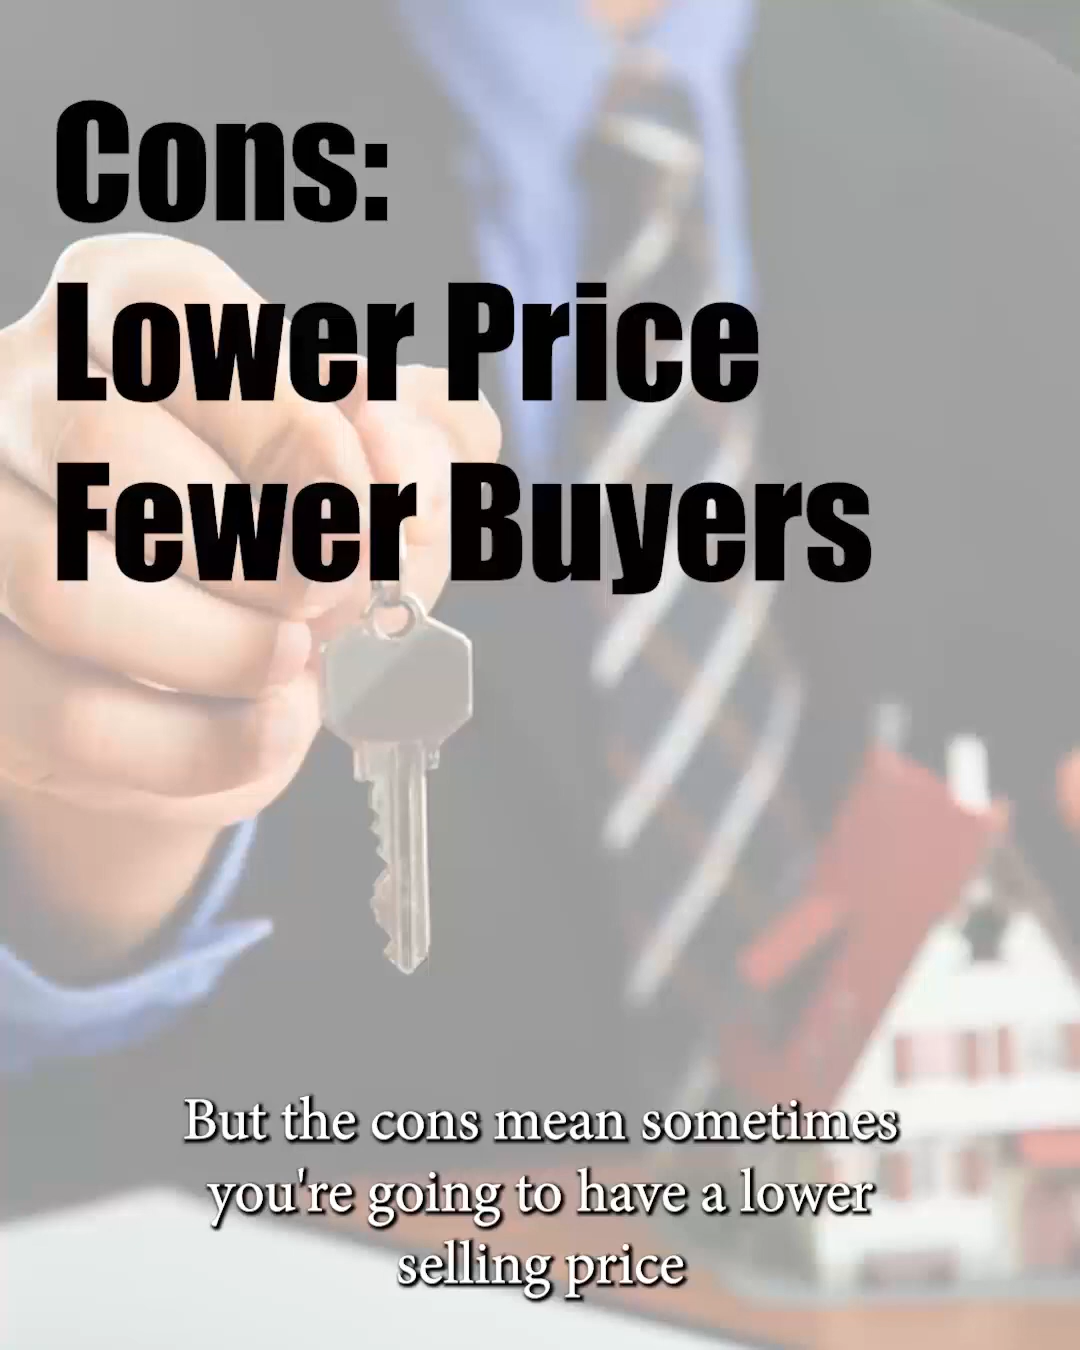 Cons:
Lower Price
Fewer Buyers
But the cons mean sometimes
you're going to have a lower
selling price